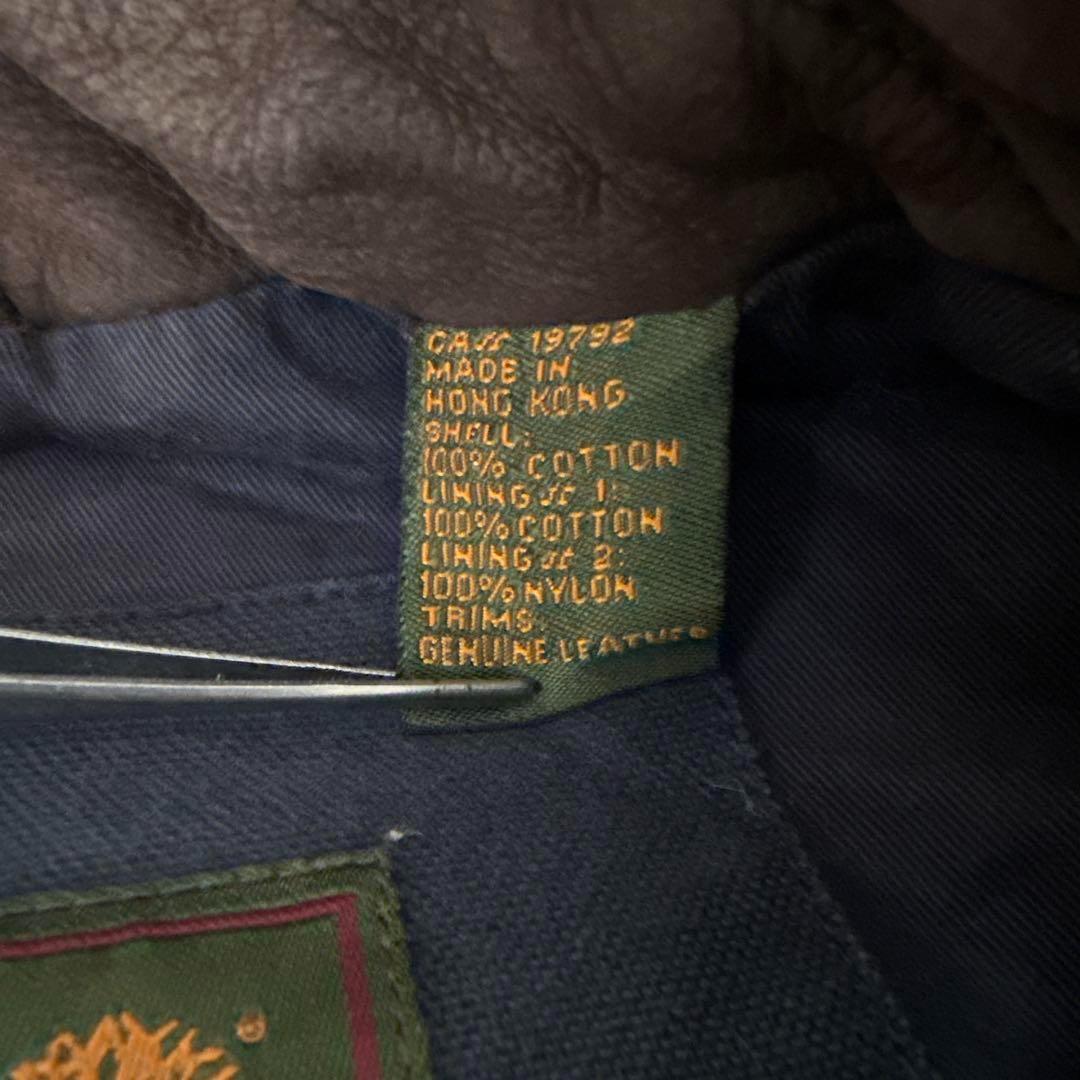 CA## 19792
MADE IN
HONG KONG
SHELL:
100% COTTON
LINING # 1:
100% COTTON
LINING # 2:
100% NYLON
TRIMS:
GENUINE LEATHER
®